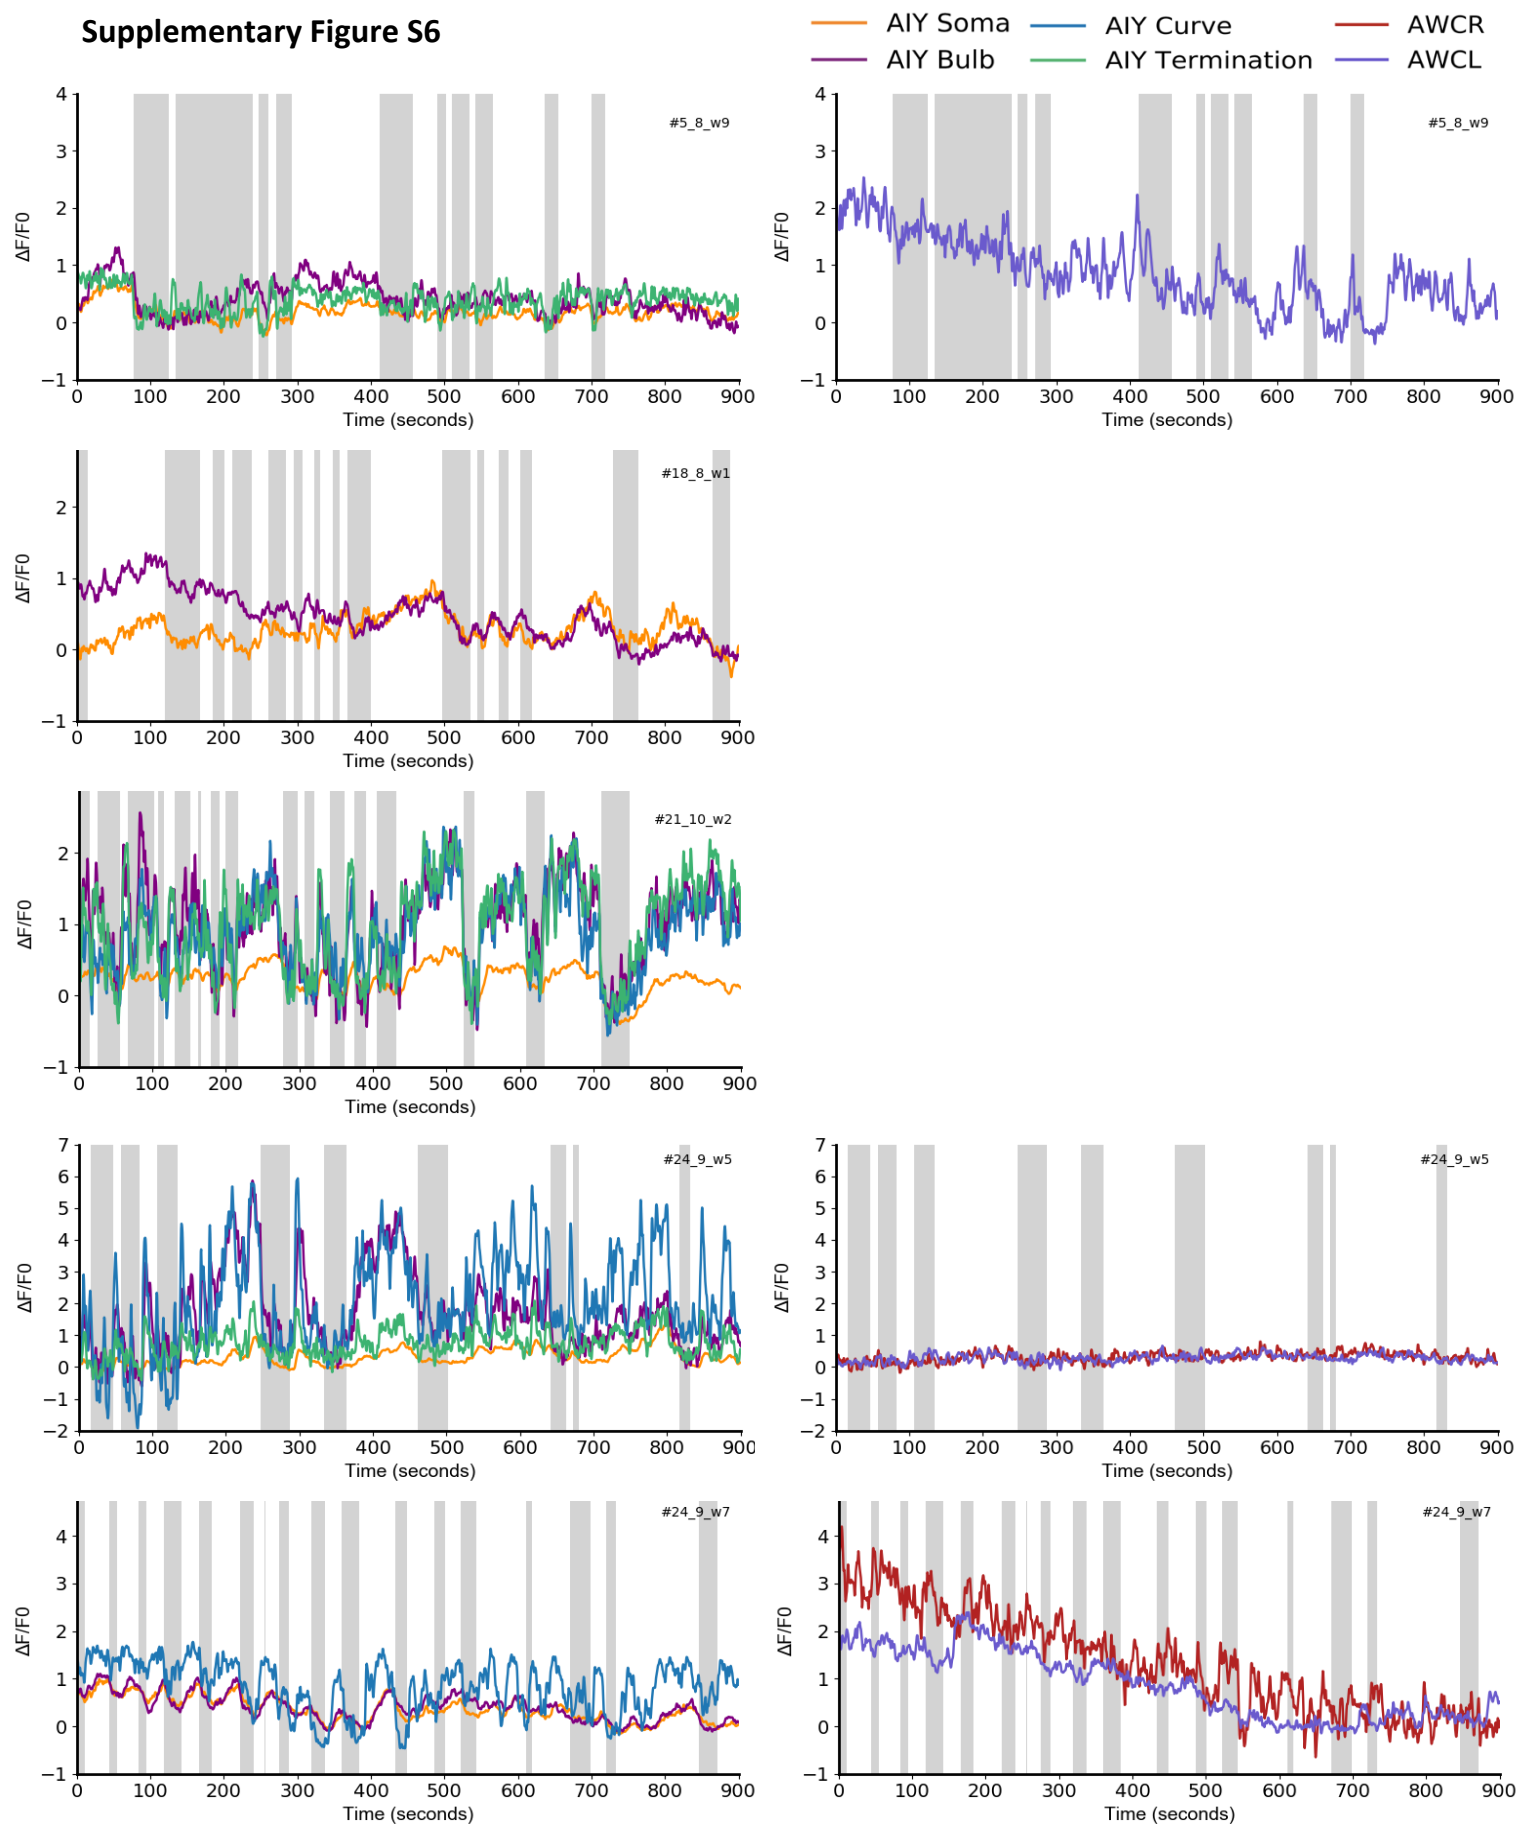 Supplementary Figure S6
AIY Soma AIY Curve AWCR
AIY Bulb AIY Termination AWCL
4 3 2 1 0 −1
ΔF/F0
#5_8_w9
0 100 200 300 400 500 600 700 800 900
Time (seconds)
4 3 2 1 0 −1
ΔF/F0
#5_8_w9
0 100 200 300 400 500 600 700 800 900
Time (seconds)
2 1 0 −1
ΔF/F0
#18_8_w1
0 100 200 300 400 500 600 700 800 900
Time (seconds)
2 1 0 −1
ΔF/F0
#21_10_w2
0 100 200 300 400 500 600 700 800 900
Time (seconds)
7 6 5 4 3 2 1 0 −1 −2
ΔF/F0
#24_9_w5
0 100 200 300 400 500 600 700 800 900
Time (seconds)
7 6 5 4 3 2 1 0 −1 −2
ΔF/F0
#24_9_w5
0 100 200 300 400 500 600 700 800 900
Time (seconds)
4 3 2 1 0 −1
ΔF/F0
#24_9_w7
0 100 200 300 400 500 600 700 800 900
Time (seconds)
4 3 2 1 0 −1
ΔF/F0
#24_9_w7
0 100 200 300 400 500 600 700 800 900
Time (seconds)